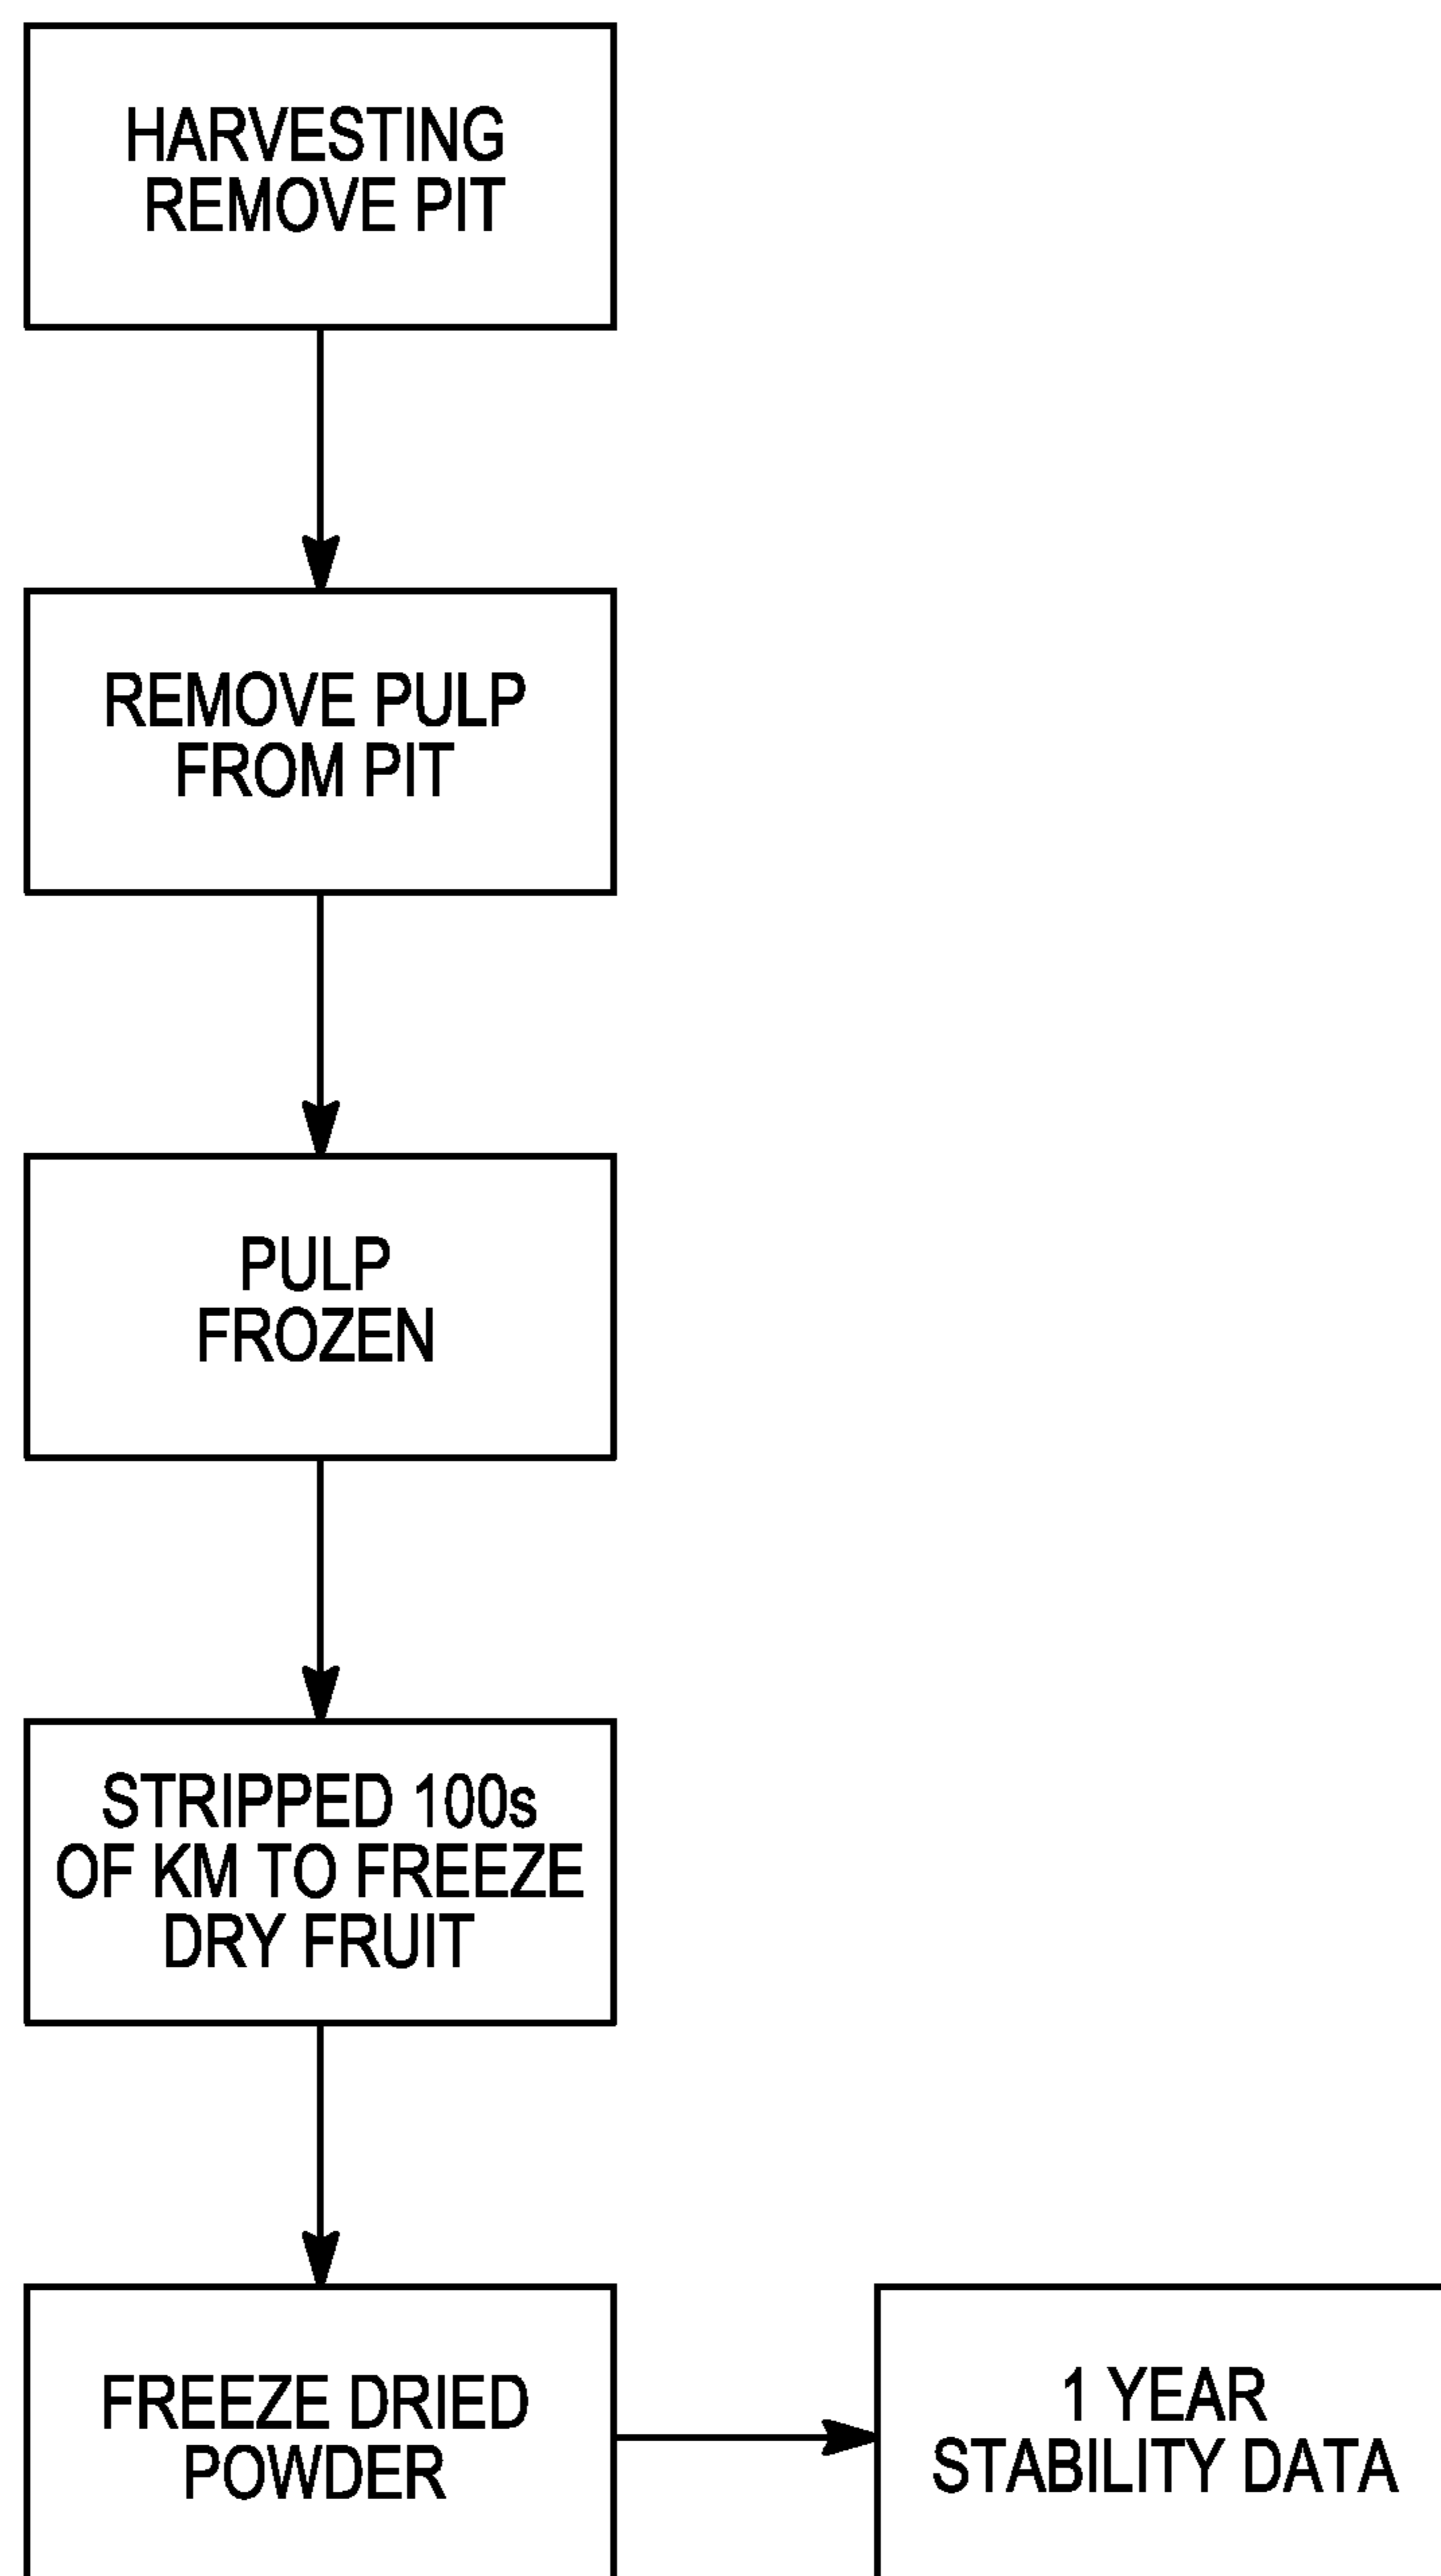 HARVESTING
REMOVE PIT
REMOVE PULP
FROM PIT
PULP
FROZEN
STRIPPED 100s
OF KM TO FREEZE
DRY FRUIT
FREEZE DRIED
POWDER
1 YEAR
STABILITY DATA